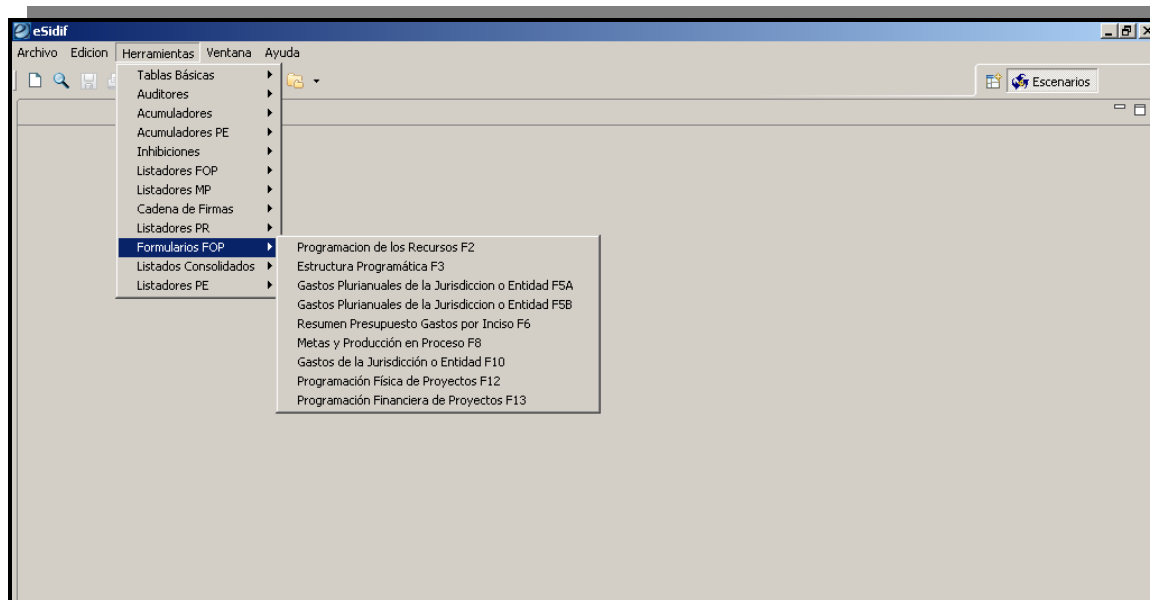 eSidif
Archivo Edicion Herramientas Ventana Ayuda
Escenarios
Tablas Básicas
Auditores
Acumuladores
Acumuladores PE
Inhibiciones
Listadores FOP
Listadores MP
Cadena de Firmas
Listadores PR
Formularios FOP
Listados Consolidados
Listadores PE
Programacion de los Recursos F2
Estructura Programática F3
Gastos Plurianuales de la Jurisdiccion o Entidad F5A
Gastos Plurianuales de la Jurisdiccion o Entidad F5B
Resumen Presupuesto Gastos por Inciso F6
Metas y Producción en Proceso F8
Gastos de la Jurisdicción o Entidad F10
Programación Física de Proyectos F12
Programación Financiera de Proyectos F13